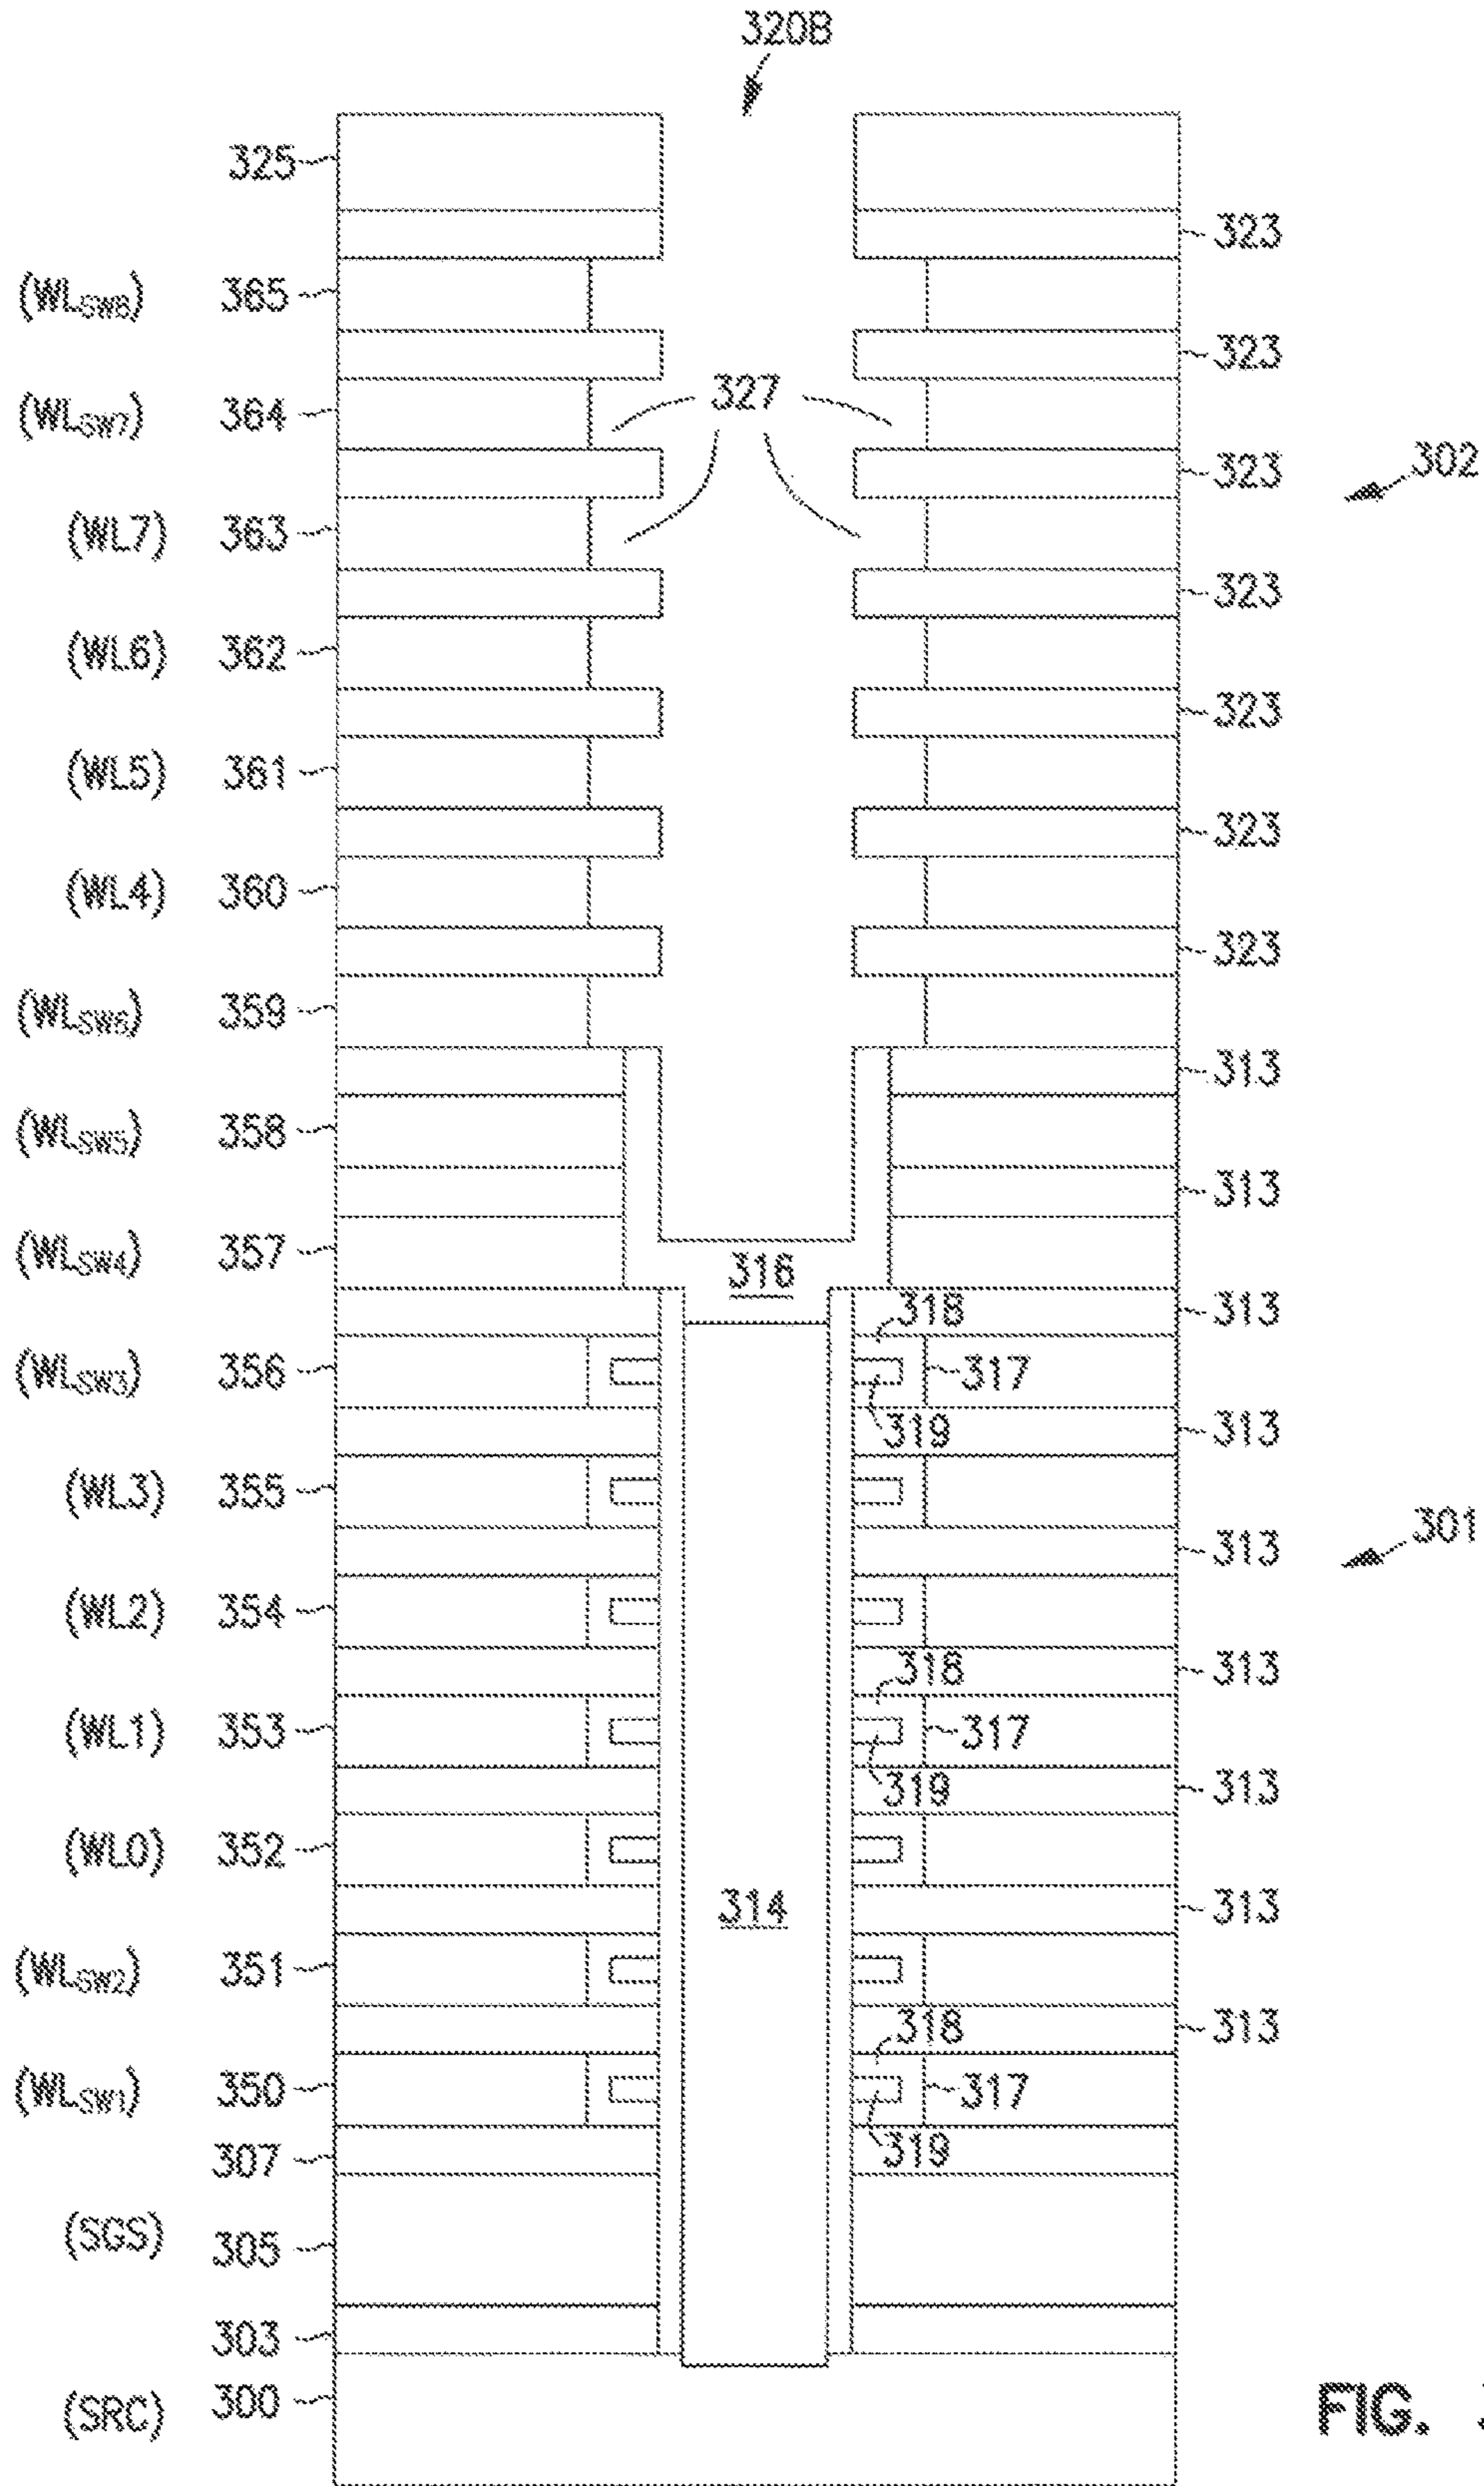 320B
325
323
(WLSW8) 365
323
(WL SW7) 364
327
323
302
(WL7) 363
323
(WL6) 362
323
(WL5) 361
323
(WL4) 360
323
(WLSW6) 359
313
(WLSW5) 358
313
(WLSW4) 357
316
318
313
(WLSW3) 356
317
319
313
(WL3) 355
301
313
(WL2) 354
318
313
(WL1) 353
317
319
313
(WL0) 352
314
313
(WLSW2) 351
318
313
(WLSW1) 350
317
319
307
(SGS) 305
303
(SRC) 300
FIG.